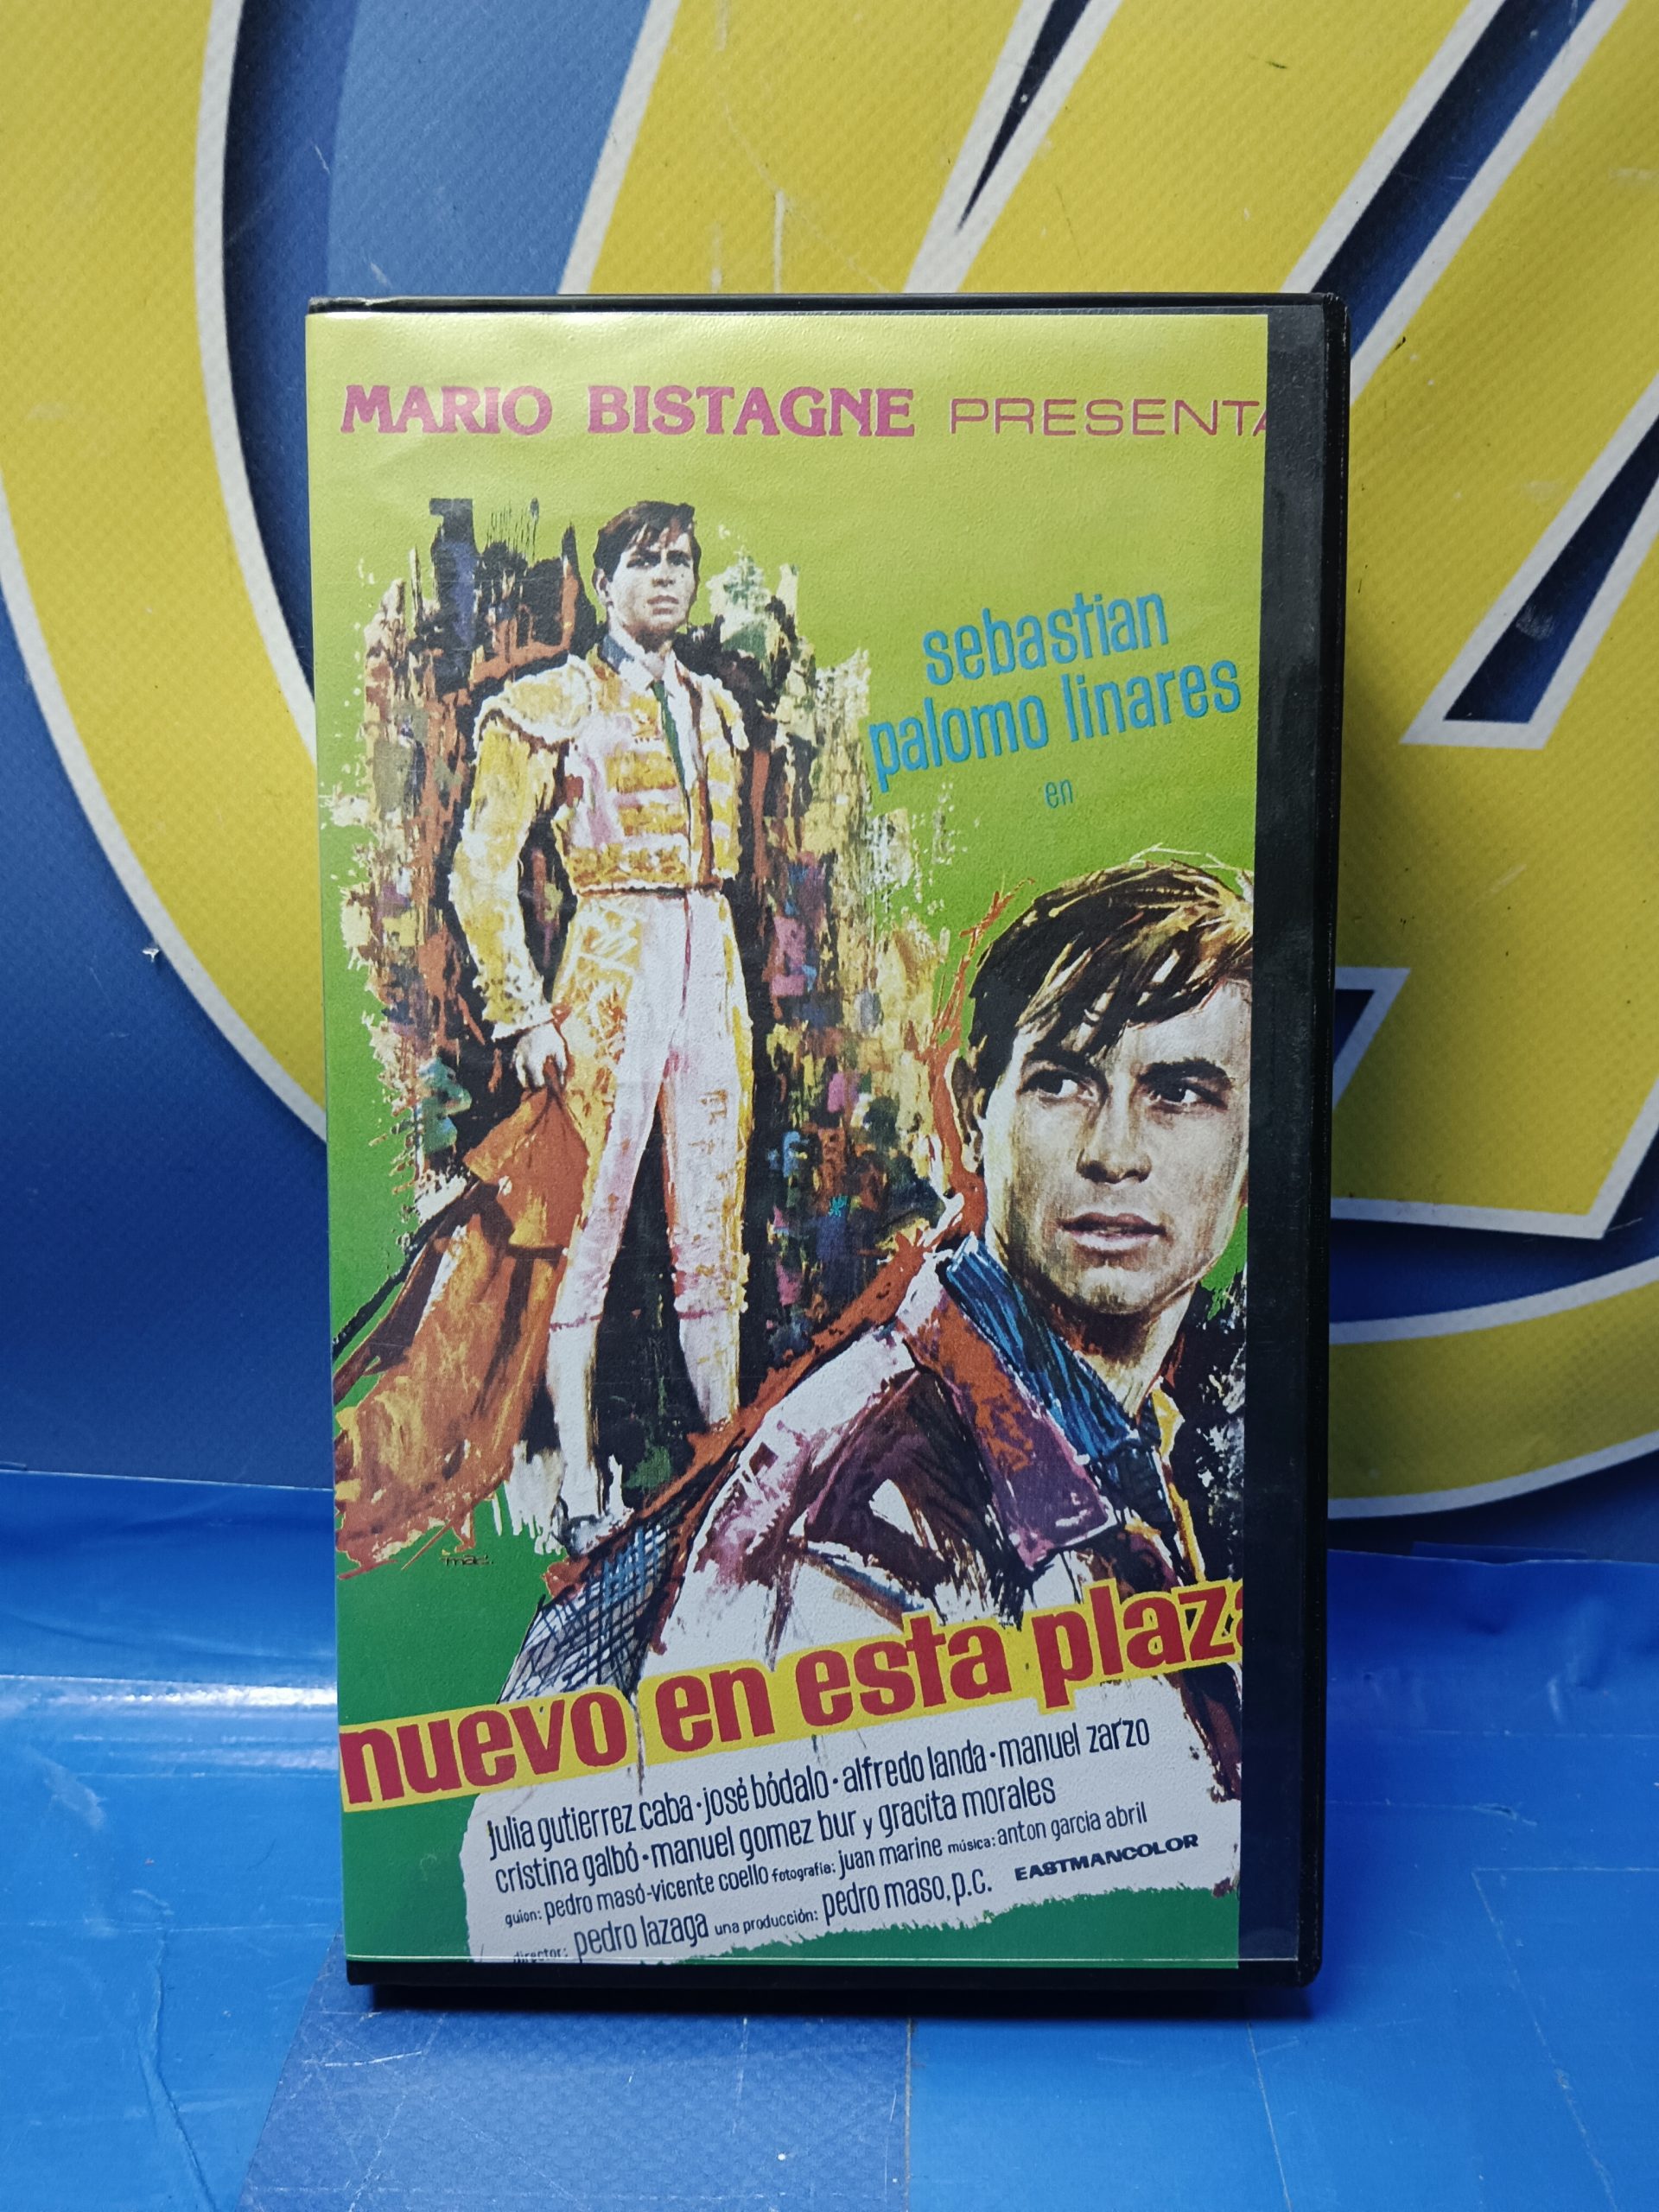 MARIO BISTAGNE PRESENTA
sebastian
palomo linares
en
nuevo en esta plaza
julia gutierrez caba·josé bódalo·alfredo landa·manuel zarzo
cristina galbó·manuel gomez bur y gracita morales
guion: pedro masó-vicente coello fotografia: juan marine música: anton garcia abril
director: pedro lazaga una producción: pedro maso, p.c. EASTMANCOLOR